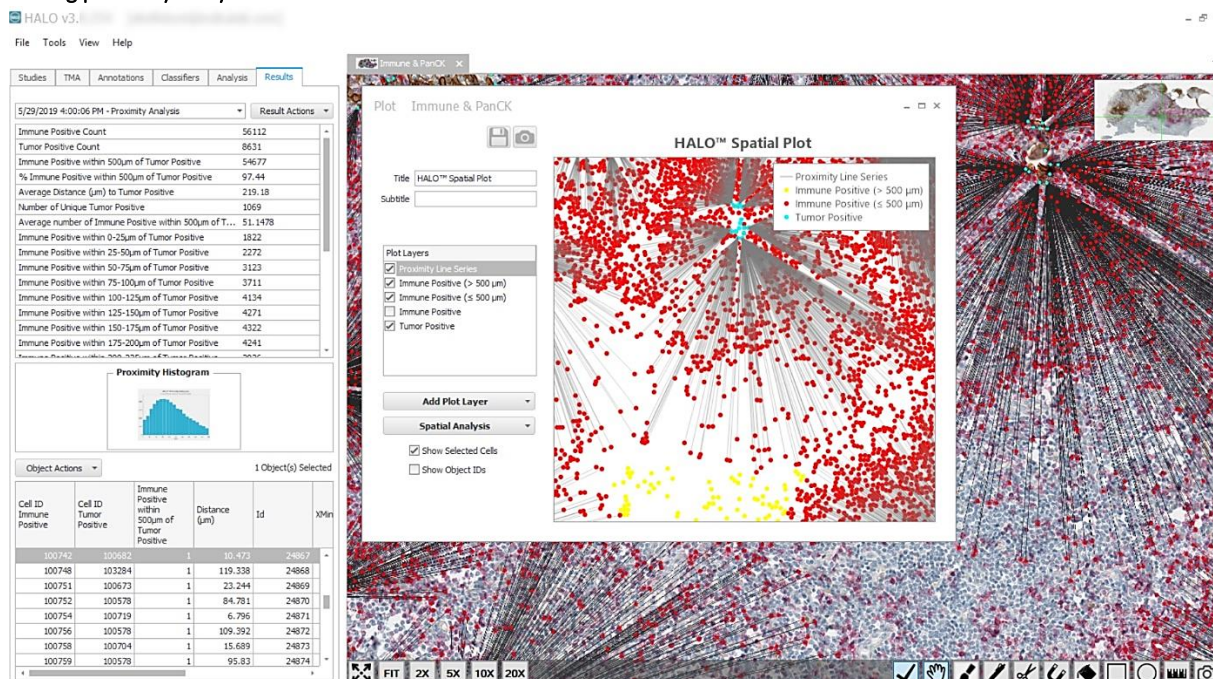 HALO v3.
File Tools View Help
Studies TMA Annotations Classifiers Analysis Results
5/29/2019 4:00:06 PM - Proximity Analysis Result Actions
Immune Positive Count 56112
Tumor Positive Count 8631
Immune Positive within 500µm of Tumor Positive 54677
% Immune Positive within 500µm of Tumor Positive 97.44
Average Distance (µm) to Tumor Positive 219.18
Number of Unique Tumor Positive 1069
Average number of Immune Positive within 500µm of T... 51.1478
Immune Positive within 0-25µm of Tumor Positive 1822
Immune Positive within 25-50µm of Tumor Positive 2272
Immune Positive within 50-75µm of Tumor Positive 3123
Immune Positive within 75-100µm of Tumor Positive 3711
Immune Positive within 100-125µm of Tumor Positive 4134
Immune Positive within 125-150µm of Tumor Positive 4271
Immune Positive within 150-175µm of Tumor Positive 4322
Immune Positive within 175-200µm of Tumor Positive 4241
Proximity Histogram
Object Actions 1 Object(s) Selected
Cell ID Immune Positive
Cell ID Tumor Positive
Immune Positive within 500µm of Tumor Positive
Distance (µm)
Id
XMin
100742 100682 1 10.473 24867
100748 103284 1 119.338 24868
100751 100673 1 23.244 24869
100752 100578 1 84.781 24870
100754 100719 1 6.796 24871
100756 100578 1 109.392 24872
100758 100704 1 15.689 24873
100759 100578 1 95.83 24874
Immune & PanCK
Plot Immune & PanCK
Title HALO™ Spatial Plot
Subtitle
Plot Layers
Proximity Line Series
Immune Positive (> 500 µm)
Immune Positive (≤ 500 µm)
Immune Positive
Tumor Positive
Add Plot Layer
Spatial Analysis
Show Selected Cells
Show Object IDs
HALO™ Spatial Plot
Proximity Line Series
Immune Positive (> 500 µm)
Immune Positive (≤ 500 µm)
Tumor Positive
FIT 2X 5X 10X 20X